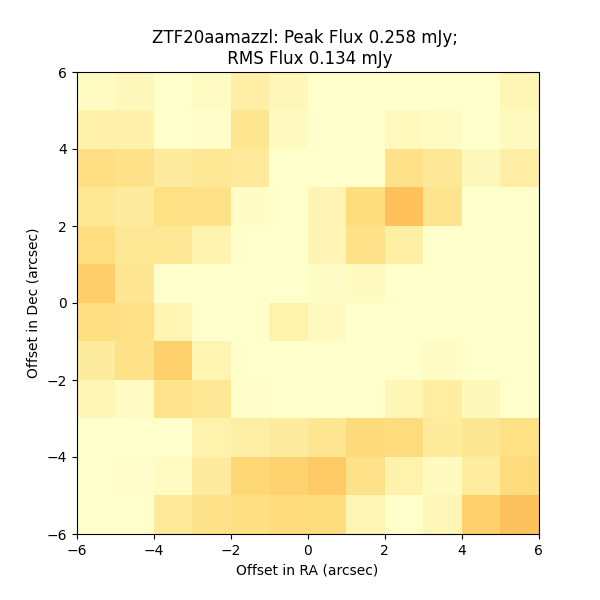 ZTF20aamazzl: Peak Flux 0.258 mJy;
RMS Flux 0.134 mJy
6
4
2
0
−2
−4
−6
Offset in Dec (arcsec)
−6 −4 −2 0 2 4 6
Offset in RA (arcsec)